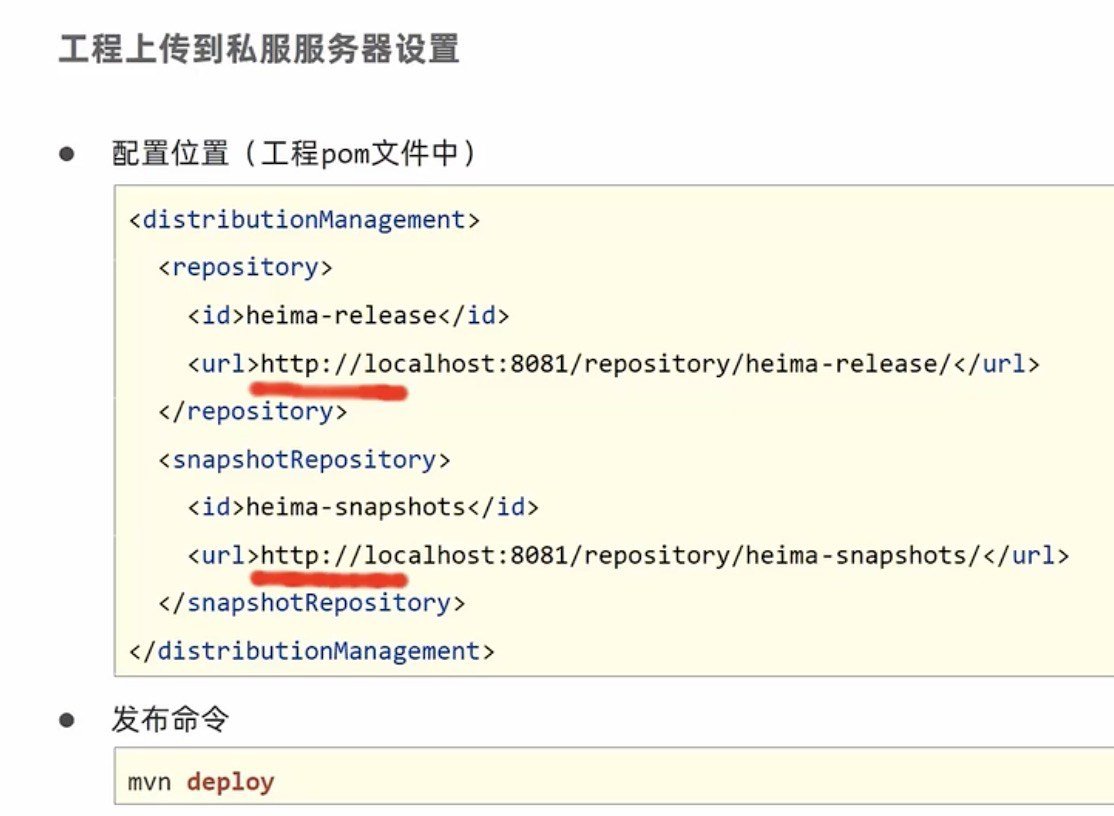 工程上传到私服服务器设置
● 配置位置（工程pom文件中）
<distributionManagement>
<repository>
<id>heima-release</id>
<url>http://localhost:8081/repository/heima-release/</url>
</repository>
<snapshotRepository>
<id>heima-snapshots</id>
<url>http://localhost:8081/repository/heima-snapshots/</url>
</snapshotRepository>
</distributionManagement>
● 发布命令
mvn deploy